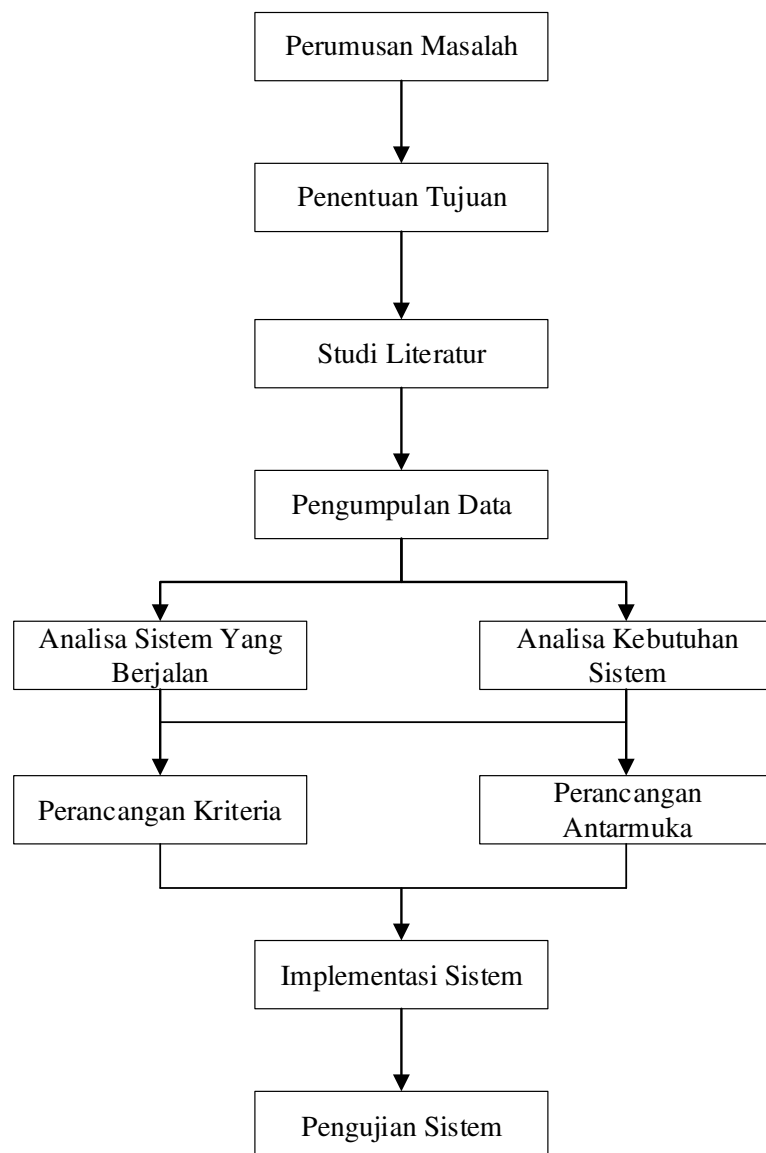 Perumusan Masalah
Penentuan Tujuan
Studi Literatur
Pengumpulan Data
Analisa Sistem Yang
Berjalan
Analisa Kebutuhan
Sistem
Perancangan Kriteria
Perancangan
Antarmuka
Implementasi Sistem
Pengujian Sistem